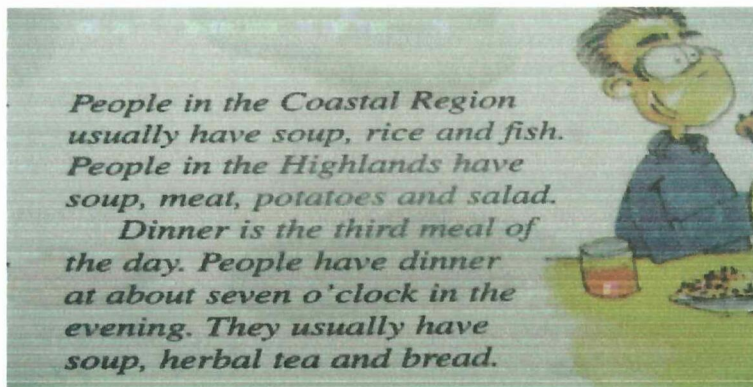 People in the Coastal Region
usually have soup, rice and fish.
People in the Highlands have
soup, meat, potatoes and salad.
Dinner is the third meal of
the day. People have dinner
at about seven o'clock in the
evening. They usually have
soup, herbal tea and bread.